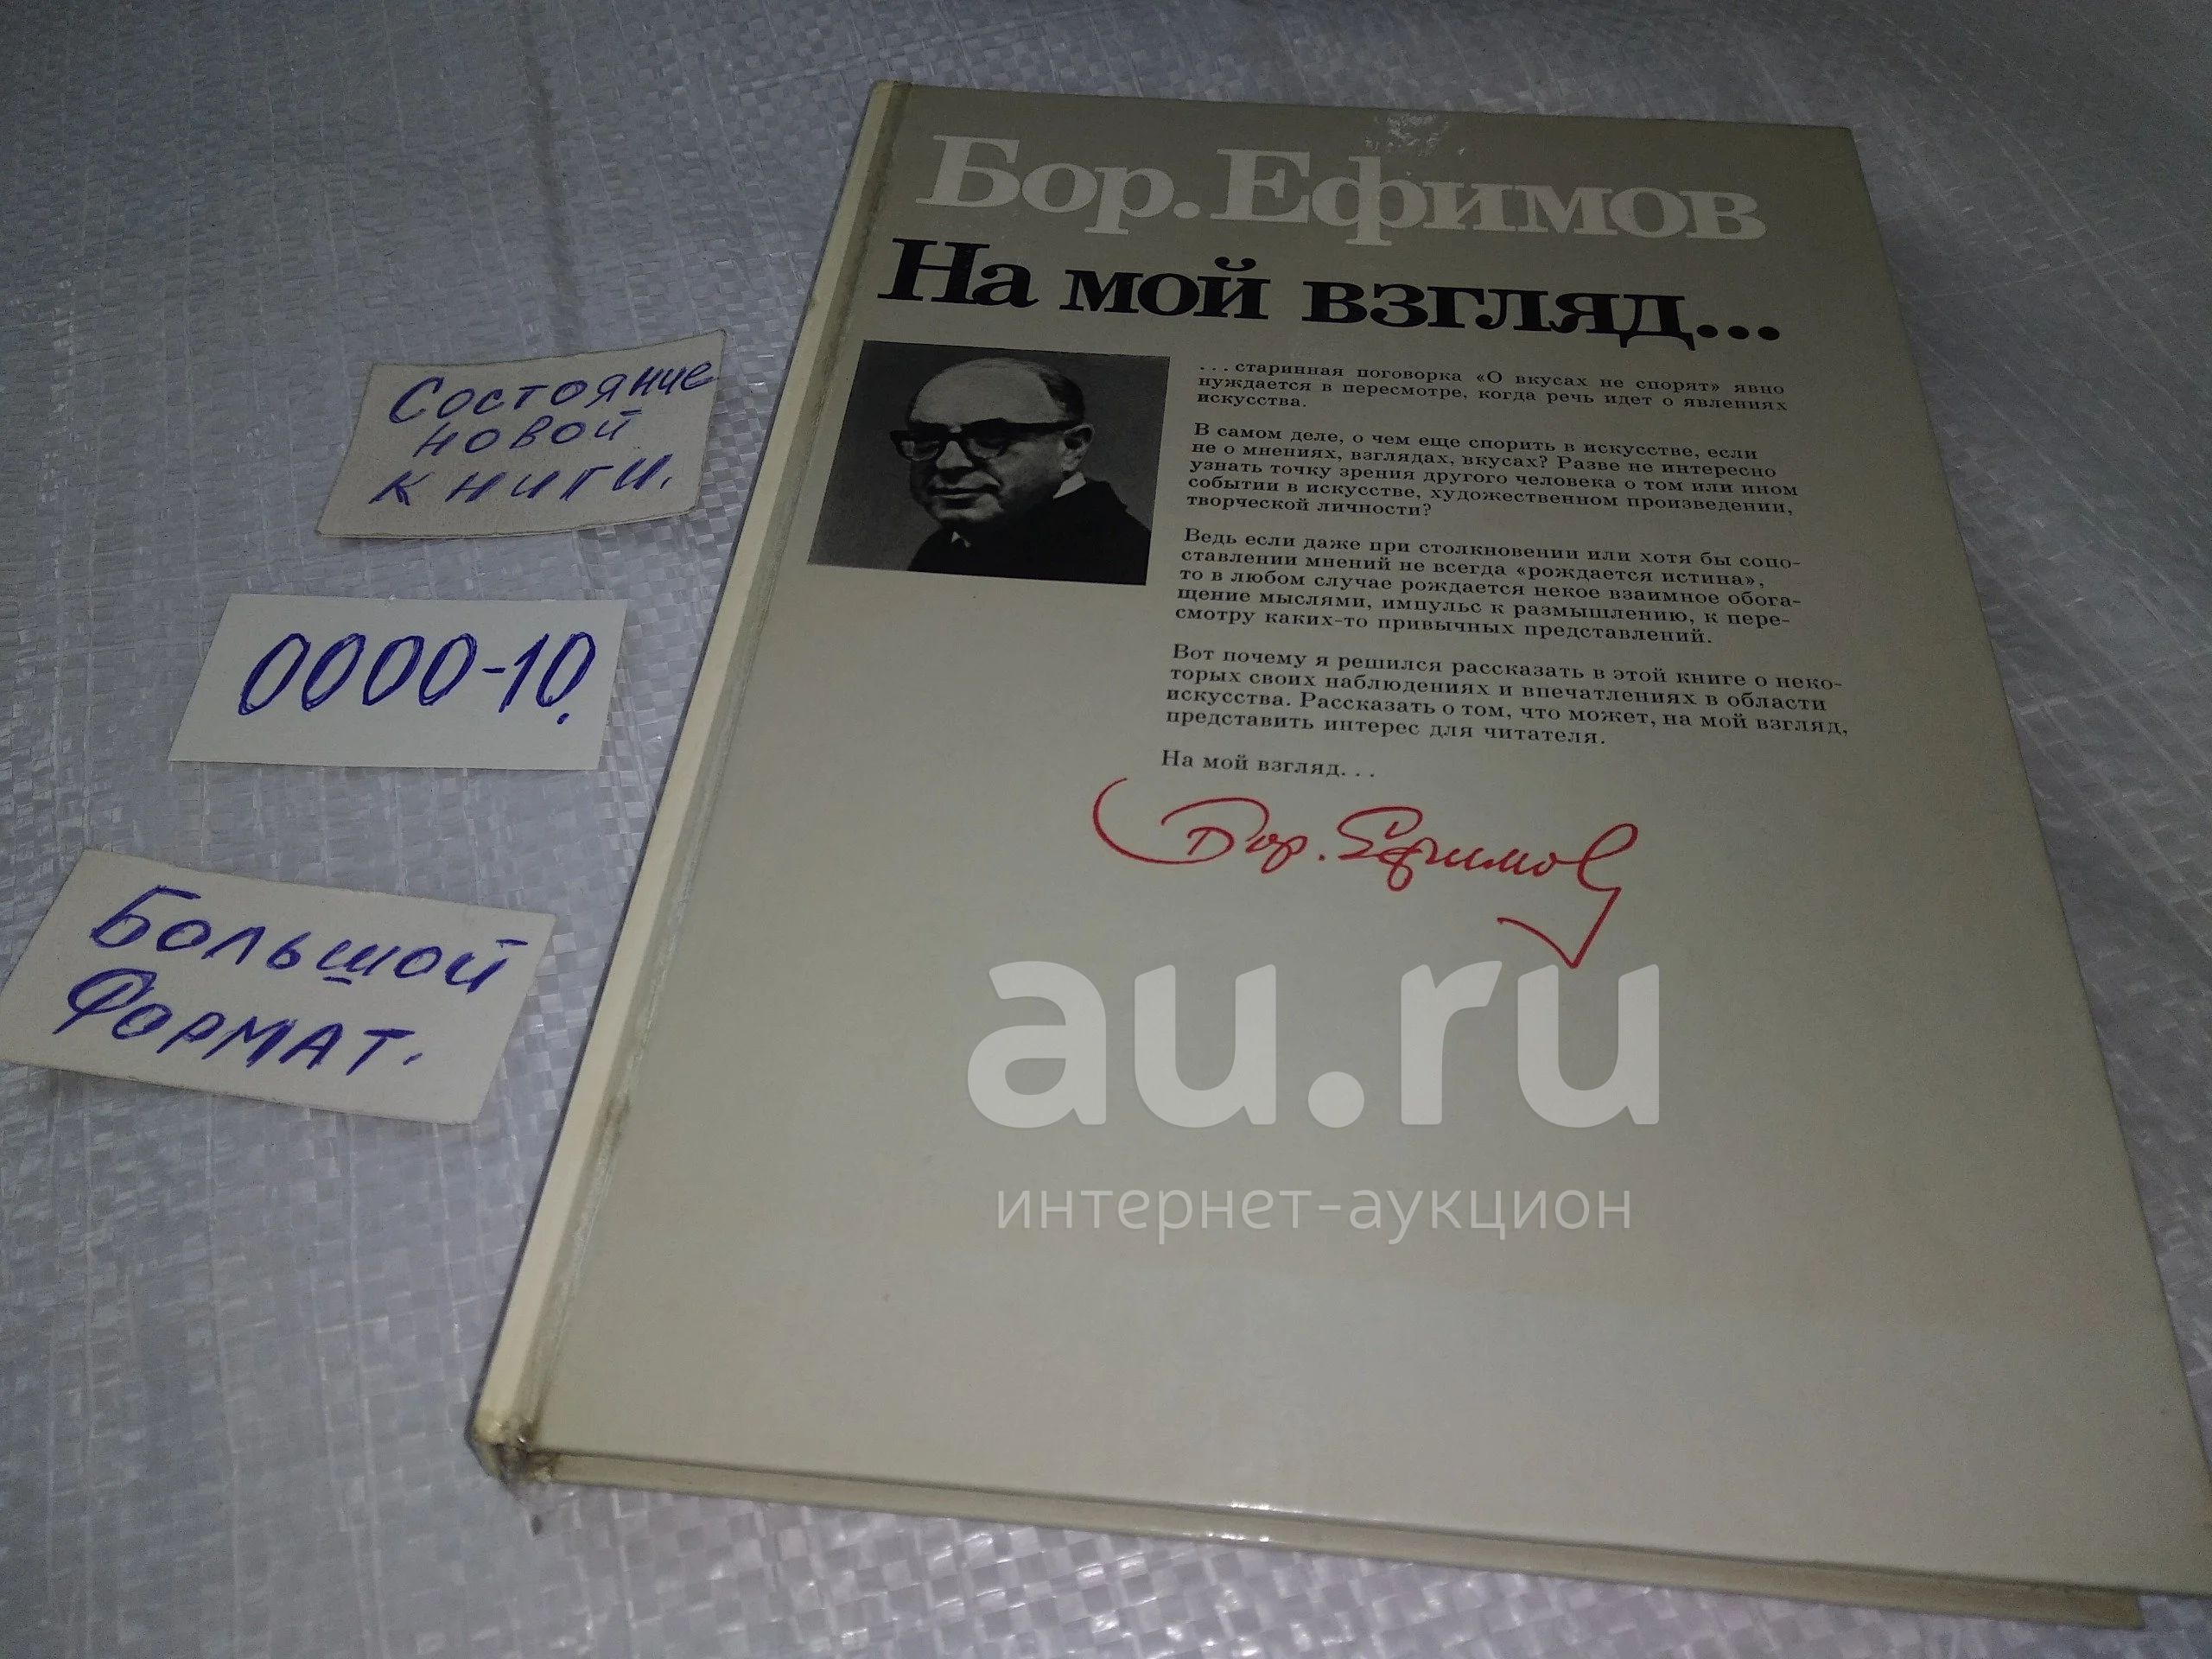 Бор. Ефимов
На мой взгляд...
...старинная поговорка «О вкусах не спорят» явно
нуждается в пересмотре, когда речь идет о явлениях
искусства.
В самом деле, о чем еще спорить в искусстве, если
не о мнениях, взглядах, вкусах? Разве не интересно
узнать точку зрения другого человека о том или ином
событии в искусстве, художественном произведении,
творческой личности?
Ведь если даже при столкновении или хотя бы сопо-
ставлении мнений не всегда «рождается истина»,
то в любом случае рождается некое взаимное обога-
щение мыслями, импульс к размышлению, к пере-
смотру каких-то привычных представлений.
Вот почему я решился рассказать в этой книге о неко-
торых своих наблюдениях и впечатлениях в области
искусства. Рассказать о том, что может, на мой взгляд,
представить интерес для читателя.
На мой взгляд...
Бор. Ефимов
Состояние
новой
книги.
0000-10.
Большой
Формат.
au.ru
интернет-аукцион